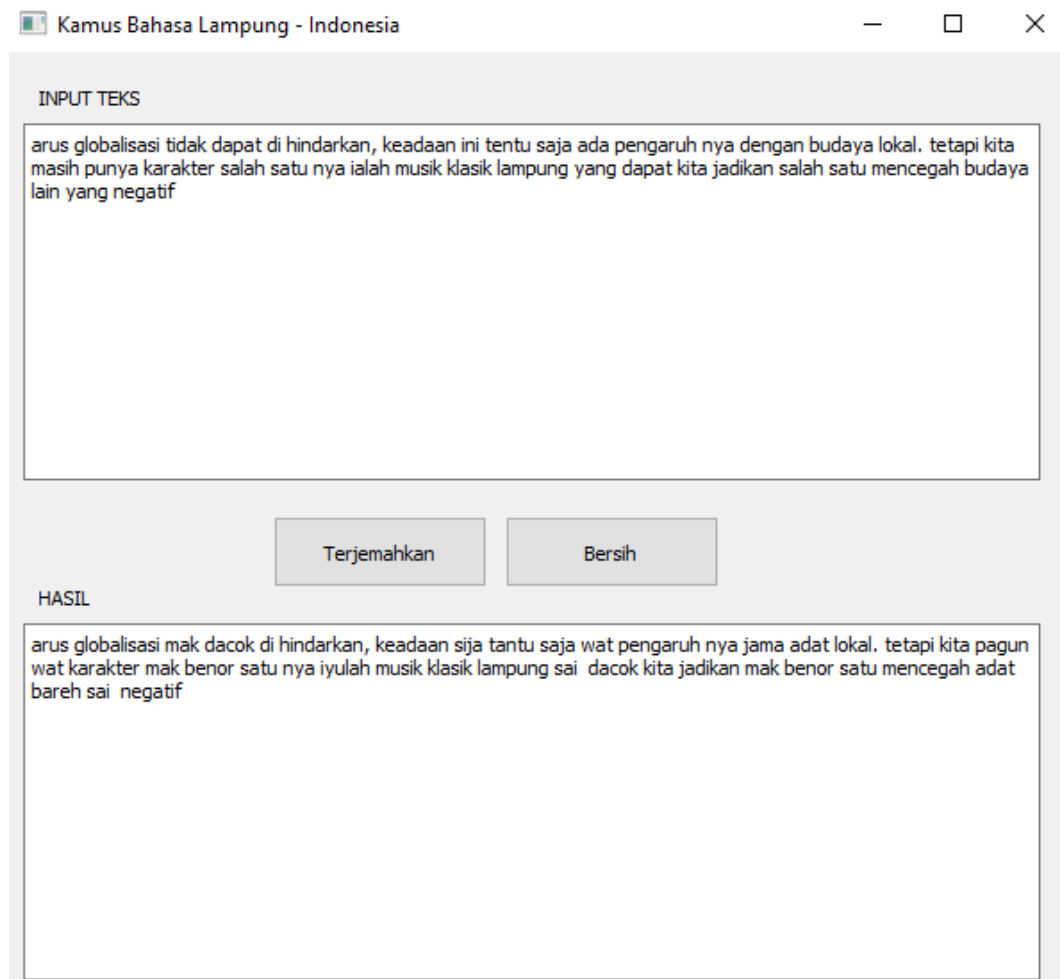 Kamus Bahasa Lampung - Indonesia
INPUT TEKS
arus globalisasi tidak dapat di hindarkan, keadaan ini tentu saja ada pengaruh nya dengan budaya lokal. tetapi kita
masih punya karakter salah satu nya ialah musik klasik lampung yang dapat kita jadikan salah satu mencegah budaya
lain yang negatif
Terjemahkan
Bersih
HASIL
arus globalisasi mak dacok di hindarkan, keadaan sija tantu saja wat pengaruh nya jama adat lokal. tetapi kita pagun
wat karakter mak benor satu nya iyulah musik klasik lampung sai  dacok kita jadikan mak benor satu mencegah adat
bareh sai  negatif